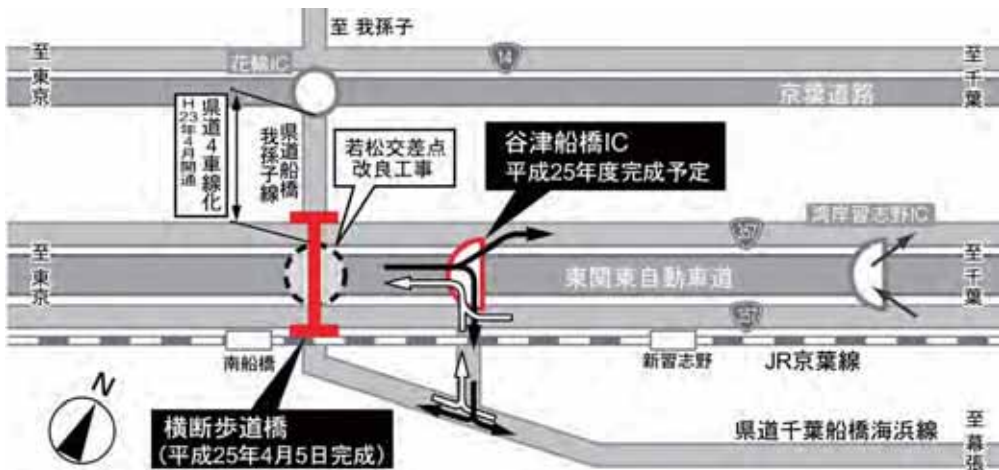 至 我孫子
至 東京
花輪IC
14
至 千葉
京葉道路
県道4車線化
H23年4月開通
県道船橋
我孫子線
若松交差点
改良工事
谷津船橋IC
平成25年度完成予定
357
湾岸習志野IC
至 東京
東関東自動車道
至 千葉
357
南船橋
新習志野
JR京葉線
N
横断歩道橋
(平成25年4月5日完成)
県道千葉船橋海浜線
至 幕張